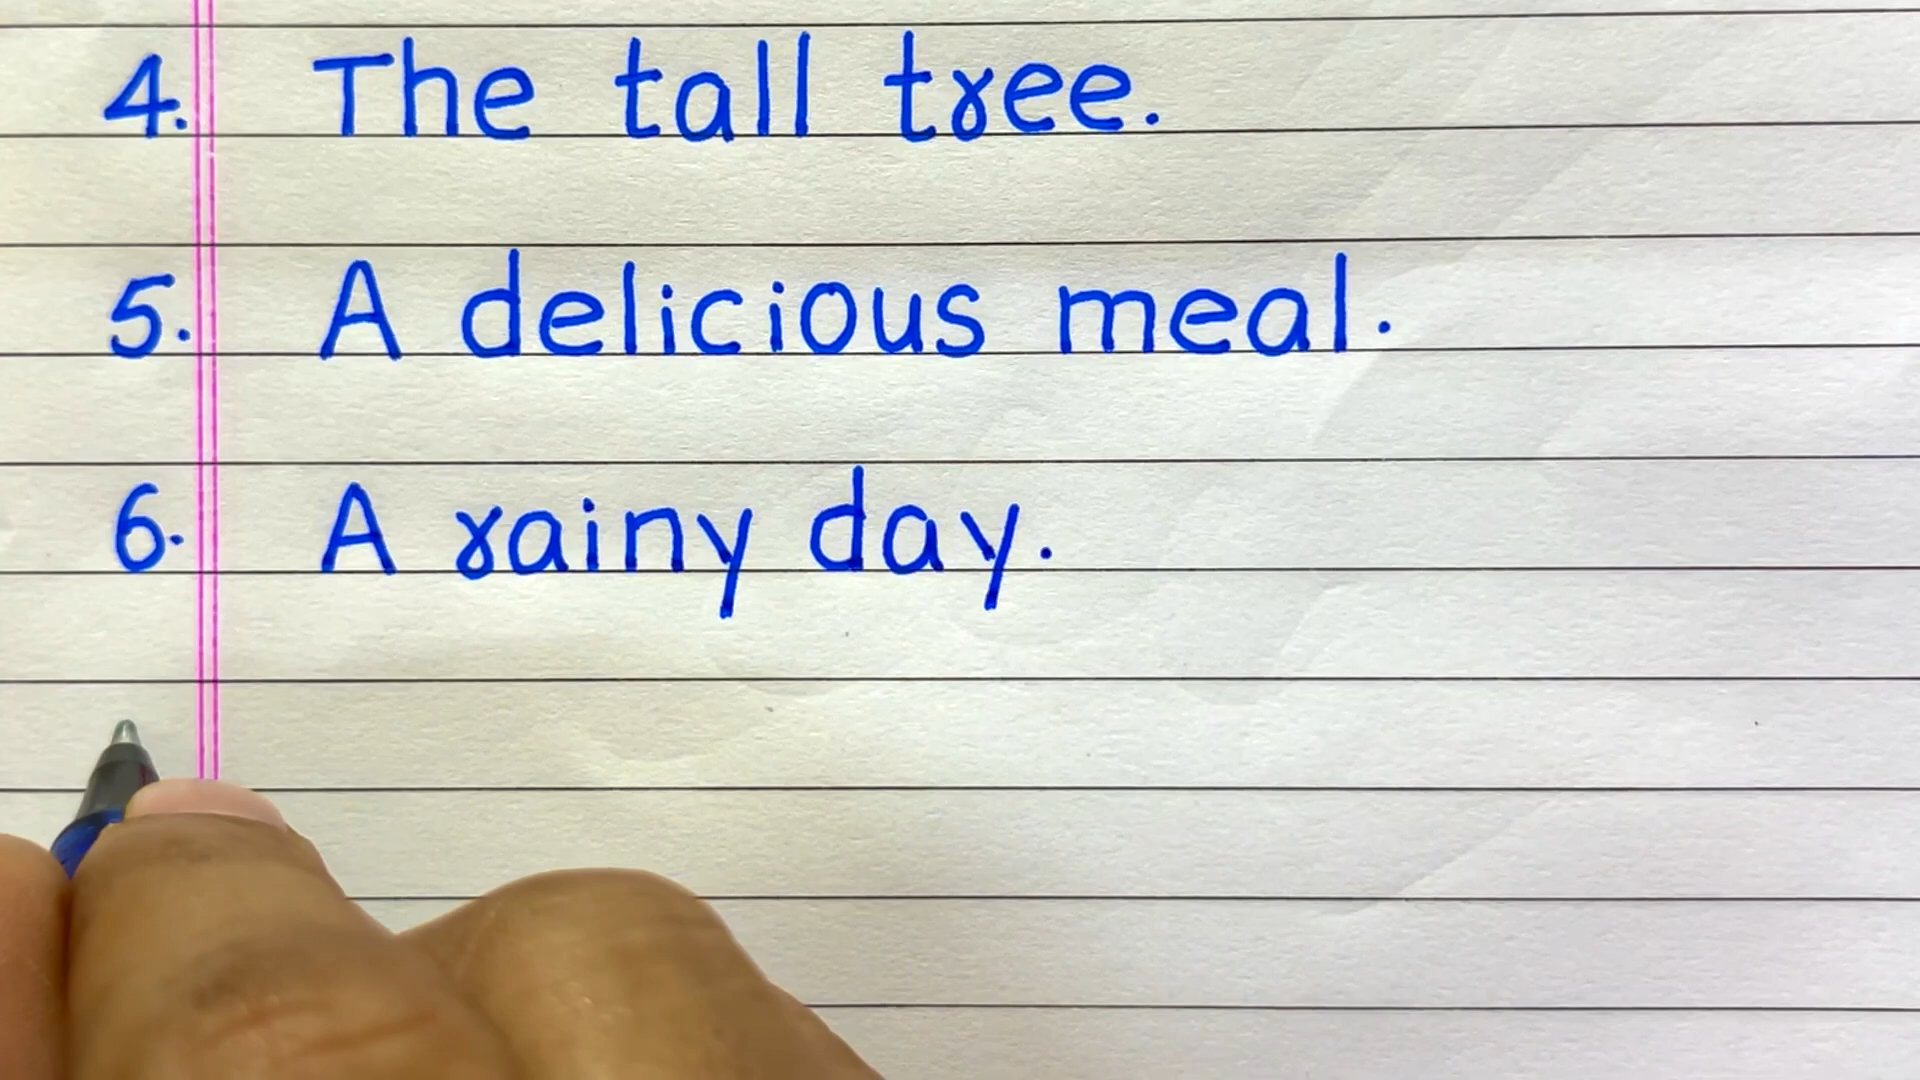 4. The tall tree.
5. A delicious meal.
6. A rainy day.